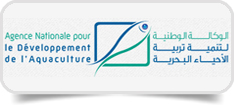 Agence Nationale pour
le Développement
de l'Aquaculture
الوكالة الوطنية
لتنمية تربية
الأحياء البحرية